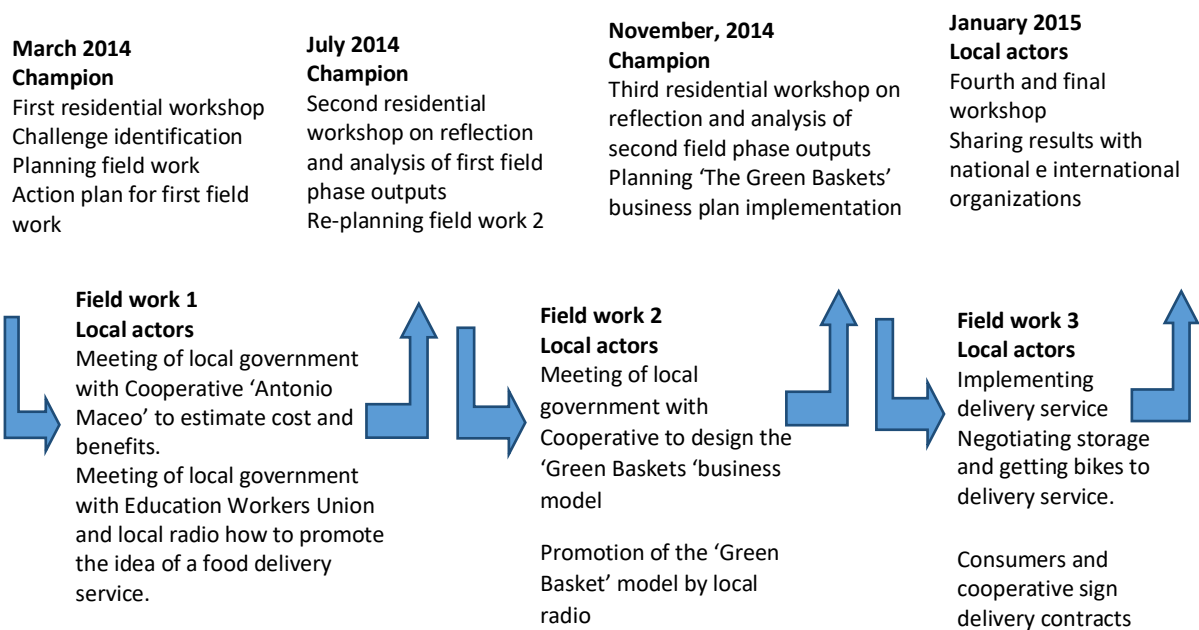 March 2014
Champion
First residential workshop
Challenge identification
Planning field work
Action plan for first field
work
July 2014
Champion
Second residential
workshop on reflection
and analysis of first field
phase outputs
Re-planning field work 2
November, 2014
Champion
Third residential workshop on
reflection and analysis of
second field phase outputs
Planning ‘The Green Baskets’
business plan implementation
January 2015
Local actors
Fourth and final
workshop
Sharing results with
national e international
organizations
Field work 1
Local actors
Meeting of local government
with Cooperative ‘Antonio
Maceo’ to estimate cost and
benefits.
Meeting of local government
with Education Workers Union
and local radio how to promote
the idea of a food delivery
service.
Field work 2
Local actors
Meeting of local
government with
Cooperative to design the
‘Green Baskets ‘business
model
Promotion of the ‘Green
Basket’ model by local
radio
Field work 3
Local actors
Implementing
delivery service
Negotiating storage
and getting bikes to
delivery service.
Consumers and
cooperative sign
delivery contracts